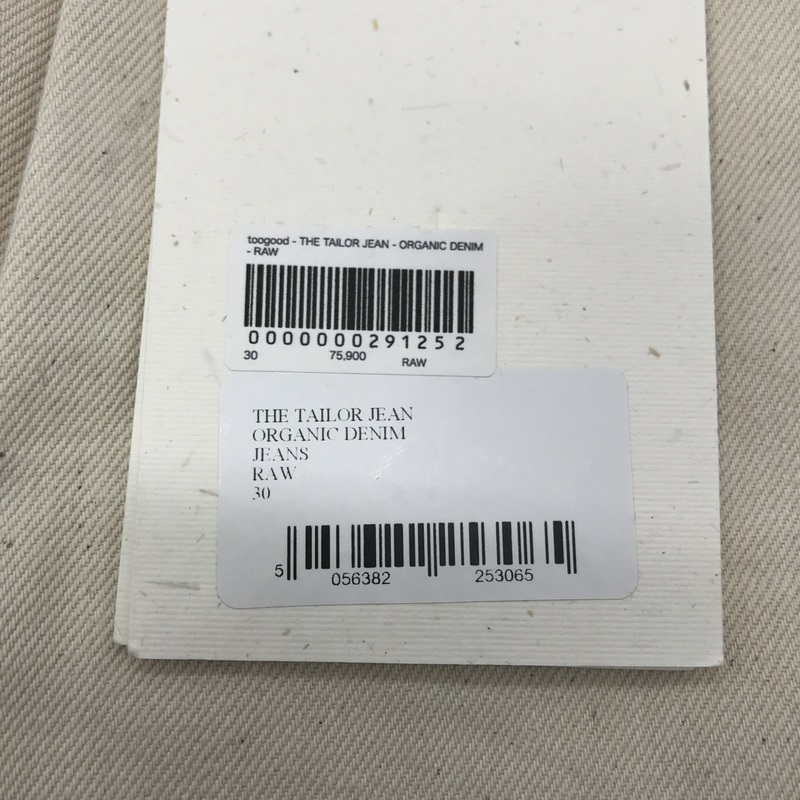 toogood - THE TAILOR JEAN - ORGANIC DENIM
- RAW
0000000291252
30 75,900 RAW
THE TAILOR JEAN
ORGANIC DENIM
JEANS
RAW
30
5 056382 253065